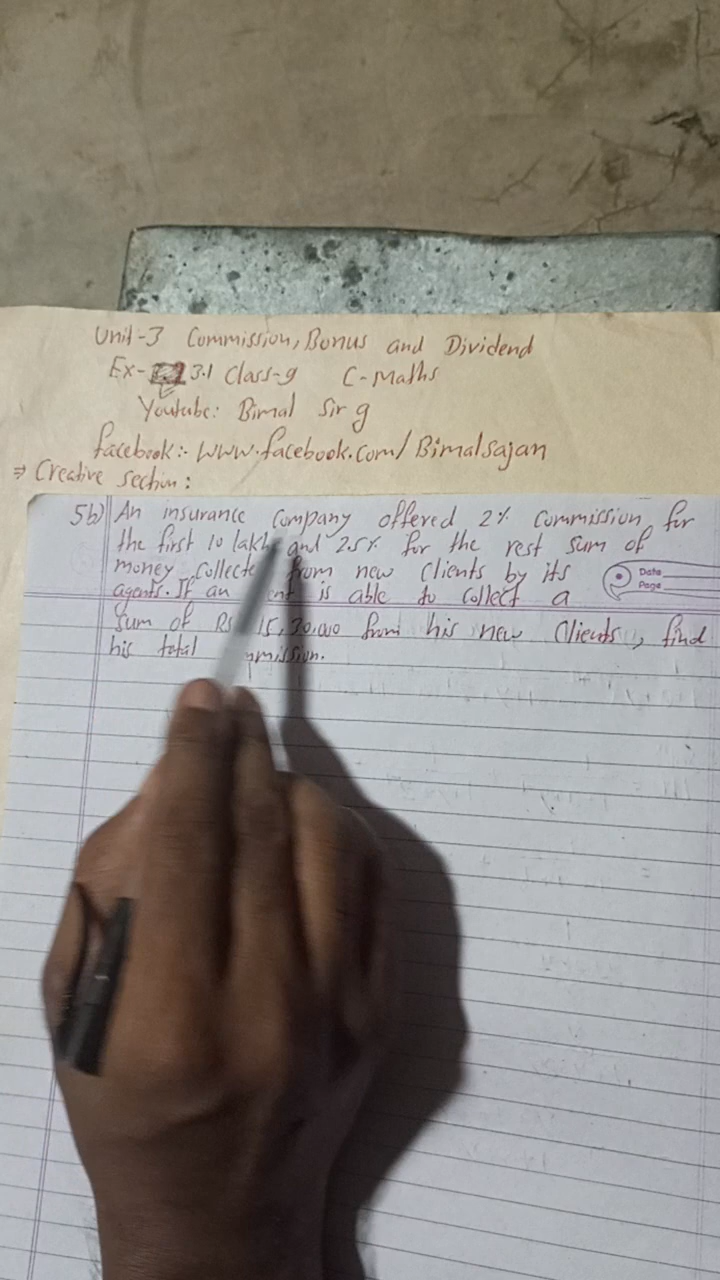 Unit-3 Commission, Bonus and Dividend
Ex- 3.1 Class-9 C-Maths
Youtube: Bimal Sir g
facebook:- www.facebook.com/Bimalsajan
⇒ Creative section:
5b) An insurance company offered 2% commission for
the first 10 lakh and 2.5% for the rest sum of
money collecte from new clients by its
agents. If an is able to collect a
Sum of Rs 15,30,000 from his new clients, find
his total mmission.
Date
Page